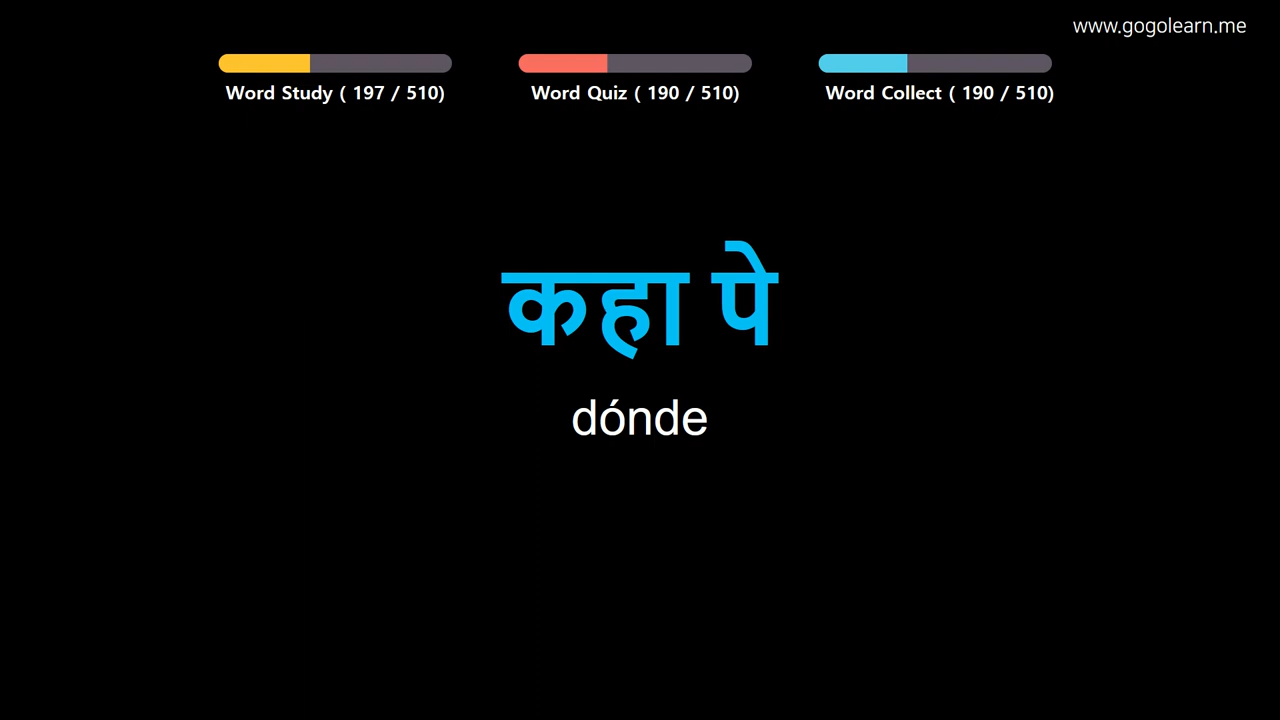 www.gogolearn.me
Word Study ( 197 / 510)
Word Quiz ( 190 / 510)
Word Collect ( 190 / 510)
कहा पे
dónde